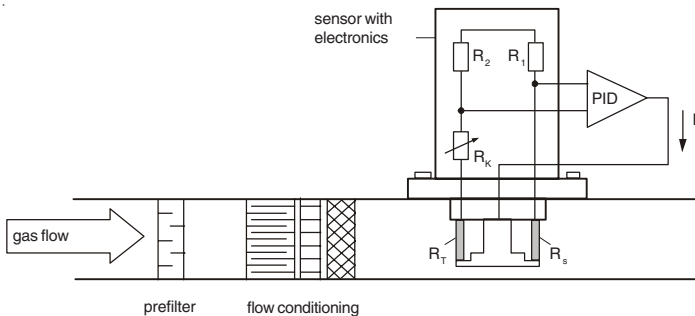 sensor with
electronics
R2
R1
PID
I
RK
gas flow
RT
Rs
prefilter
flow conditioning